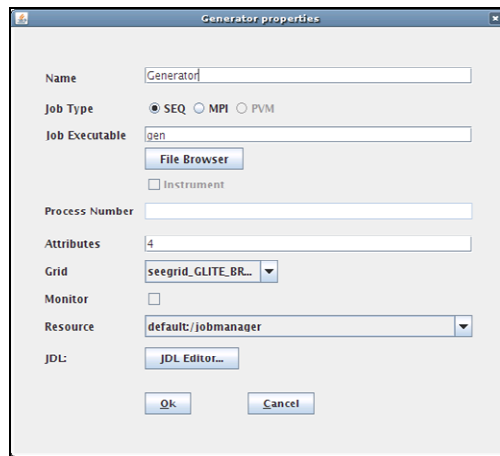 Generator properties
Name Generator
Job Type SEQ MPI PVM
Job Executable gen
File Browser
Instrument
Process Number
Attributes 4
Grid seegrid_GLITE_BR...
Monitor
Resource default:/jobmanager
JDL: JDL Editor...
Ok Cancel